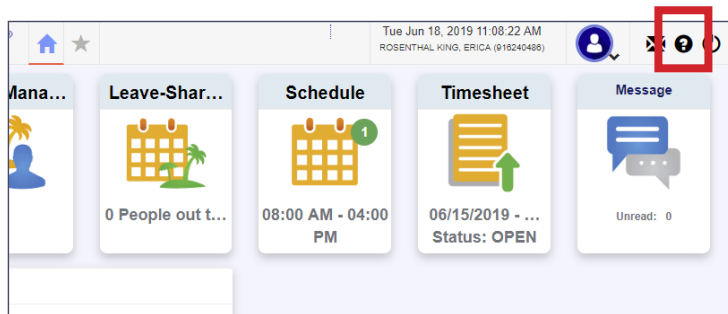 Tue Jun 18, 2019 11:08:22 AM
ROSENTHAL KING, ERICA (916240486)
Mana...
Leave-Shar...
Schedule
Timesheet
Message
1
0 People out t...
08:00 AM - 04:00
PM
06/15/2019 - ...
Status: OPEN
Unread: 0